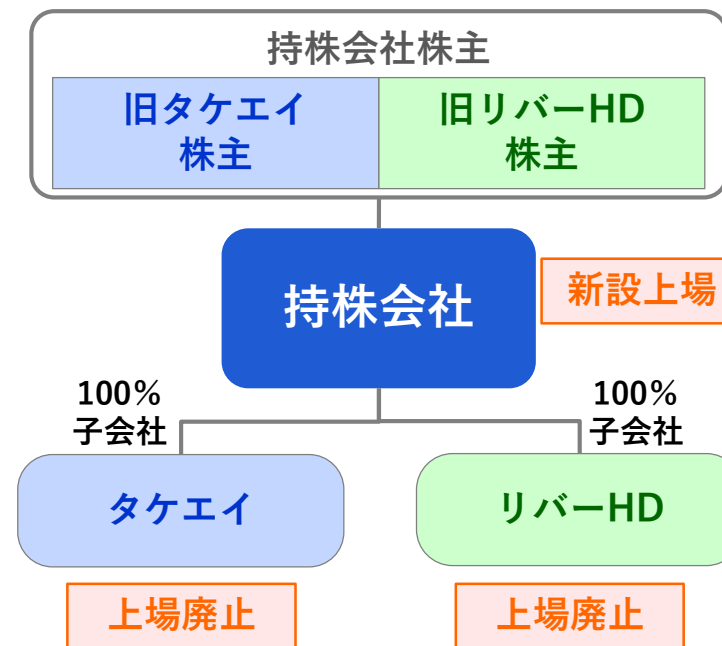 持株会社株主
旧タケエイ
株主
旧リバーHD
株主
持株会社
新設上場
100%
子会社
100%
子会社
タケエイ
リバーHD
上場廃止
上場廃止